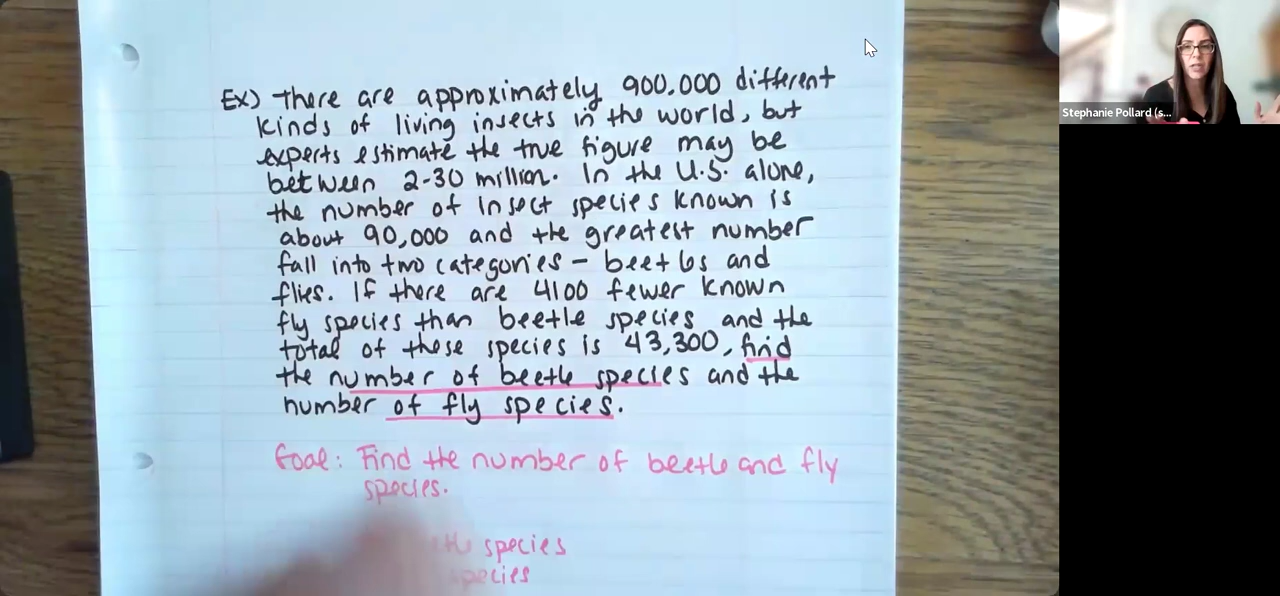 Ex) There are approximately 900,000 different
kinds of living insects in the world, but
experts estimate the true figure may be
between 2-30 million. In the U.S. alone,
the number of insect species known is
about 90,000 and the greatest number
fall into two categories - beetles and
flies. If there are 4100 fewer known
fly species than beetle species and the
total of these species is 43,300, find
the number of beetle species and the
number of fly species.
Goal: Find the number of beetle and fly
species.
species
species
Stephanie Pollard (s...